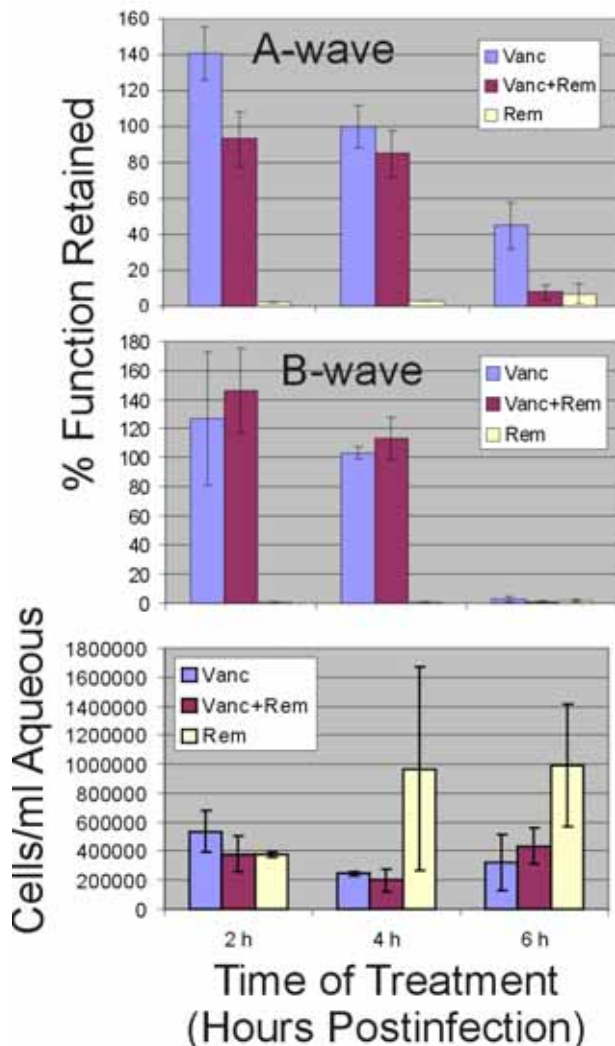 % Function Retained
A-wave
160
140
120
100
80
60
40
20
0
Vanc
Vanc+Rem
Rem
B-wave
180
160
140
120
100
80
60
40
20
0
Vanc
Vanc+Rem
Rem
Cells/ml Aqueous
1800000
1600000
1400000
1200000
1000000
800000
600000
400000
200000
0
Vanc
Vanc+Rem
Rem
2 h 4 h 6 h
Time of Treatment
(Hours Postinfection)